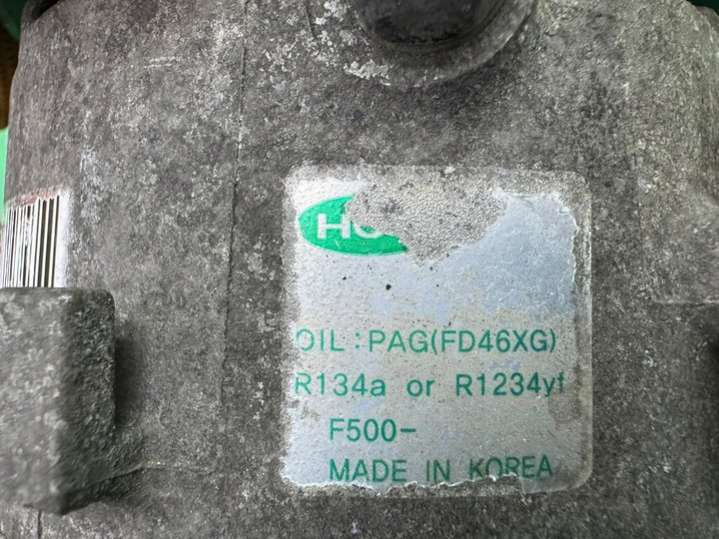 OIL : PAG(FD46XG)
R134a or R1234yf
F500-
MADE IN KOREA